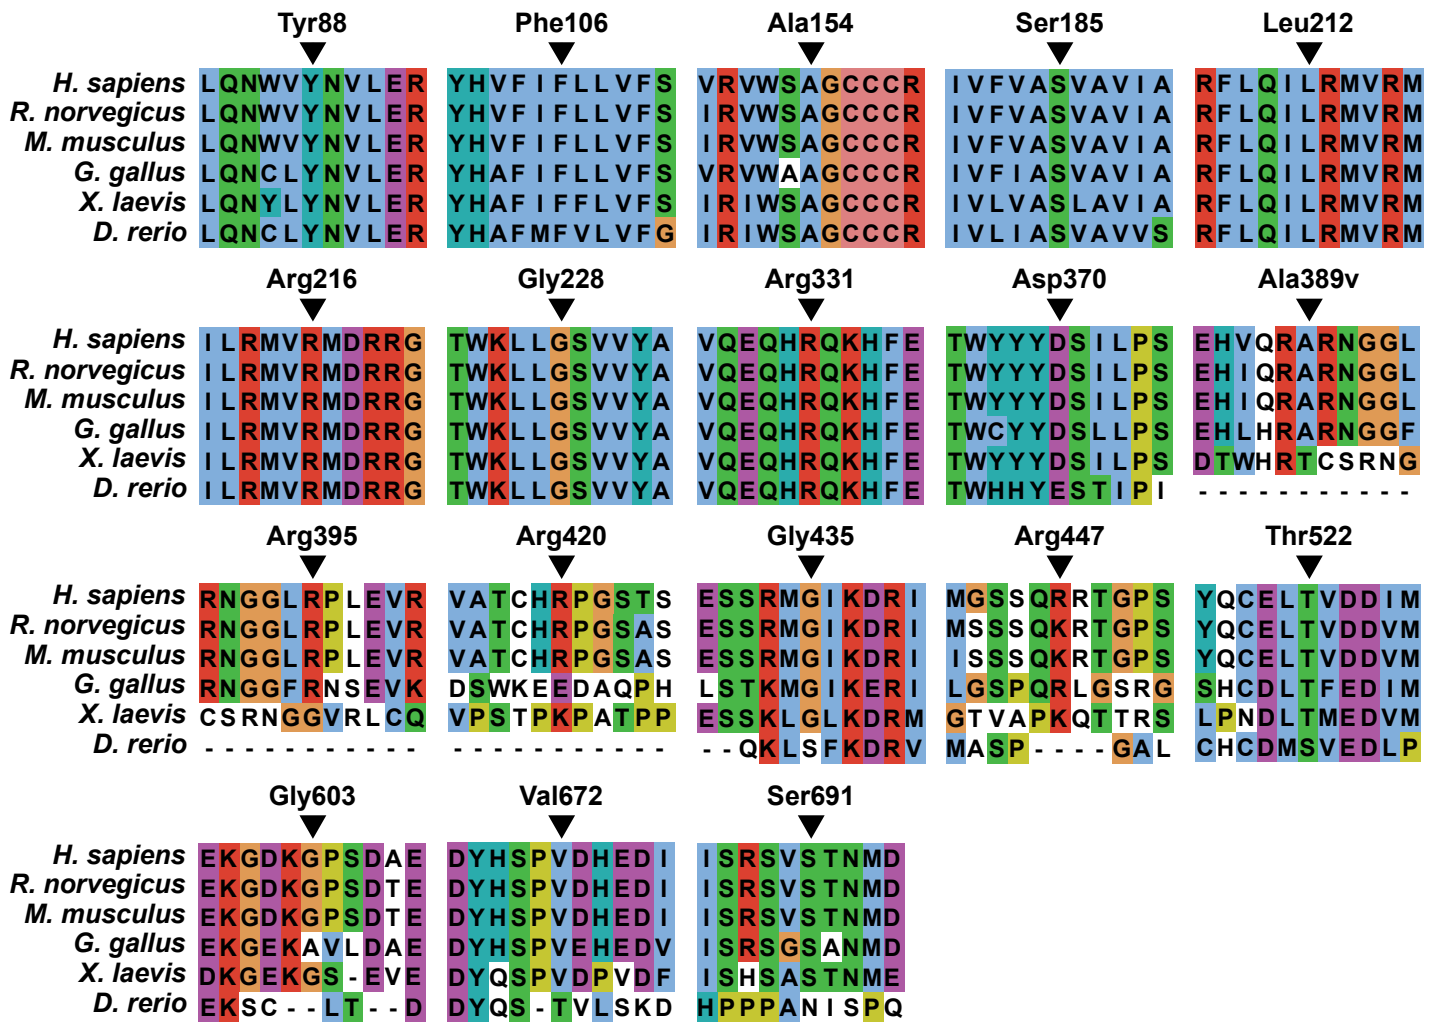 Tyr88 Phe106 Ala154 Ser185 Leu212
H. sapiens LQNWVYNVLER YHVFIFLLVFS VRVWSAGCCCR IVFVASVAVIA RFLQILRMVRM
R. norvegicus LQNWVYNVLER YHVFIFLLVFS IRVWSAGCCCR IVFVASVAVIA RFLQILRMVRM
M. musculus LQNWVYNVLER YHVFIFLLVFS IRVWSAGCCCR IVFVASVAVIA RFLQILRMVRM
G. gallus LQNCLYNVLER YHAFIFLLVFS VRVWAAGCCCR IVFIASVAVIA RFLQILRMVRM
X. laevis LQNYLYNVLER YHAFIFFLVFS IRIWSAGCCCR IVLVASLAVIA RFLQILRMVRM
D. rerio LQNCLYNVLER YHAFMFVLVFG IRIWSAGCCCR IVLIASVAVVS RFLQILRMVRM
Arg216 Gly228 Arg331 Asp370 Ala389v
H. sapiens ILRMVRMDRRG TWKLLGSVVYA VQEQHRQKHFE TWYYYDSILPS EHVQRARNGGL
R. norvegicus ILRMVRMDRRG TWKLLGSVVYA VQEQHRQKHFE TWYYYDSILPS EHIQRARNGGL
M. musculus ILRMVRMDRRG TWKLLGSVVYA VQEQHRQKHFE TWYYYDSILPS EHIQRARNGGL
G. gallus ILRMVRMDRRG TWKLLGSVVYA VQEQHRQKHFE TWCYYDSLLPS EHLHRARNGGF
X. laevis ILRMVRMDRRG TWKLLGSVVYA VQEQHRQKHFE TWYYYDSILPS DTWHRTCSRNG
D. rerio ILRMVRMDRRG TWKLLGSVVYA VQEQHRQKHFE TWHHYESTIPI -----------
Arg395 Arg420 Gly435 Arg447 Thr522
H. sapiens RNGGLRPLEVR VATCHRPGSTS ESSRMGIKDRI MGSSQRRTGPS YQCELTVDDIM
R. norvegicus RNGGLRPLEVR VATCHRPGSAS ESSRMGIKDRI MSSSQKRTGPS YQCELTVDDVM
M. musculus RNGGLRPLEVR VATCHRPGSAS ESSRMGIKDRI ISSSQKRTGPS YQCELTVDDVM
G. gallus RNGGFRNSEVK DSWKEEDAQPH LSTKMGIKERI LGSPQRLGSRG SHCDLTFEDIM
X. laevis CSRNGGVRLCQ VPSTPKPATPP ESSKLGLKDRM GTVAPKQTTRS LPNDLTMEDVM
D. rerio ----------- ----------- --QKLSFKDRV MASP----GAL CHCDMSVEDLP
Gly603 Val672 Ser691
H. sapiens EKGDKGPSDAE DYHSPVDHEDI ISRSVSTNMD
R. norvegicus EKGDKGPSDTE DYHSPVDHEDI ISRSVSTNMD
M. musculus EKGDKGPSDTE DYHSPVDHEDI ISRSVSTNMD
G. gallus EKGEKAVLDAE DYHSPVEHEDV ISRSGSANMD
X. laevis DKGEKGS-EVE DYQSPVDPVDF ISHSASTNME
D. rerio EKSC--LT--D DYQS-TVLSKD HPPPANISPQ